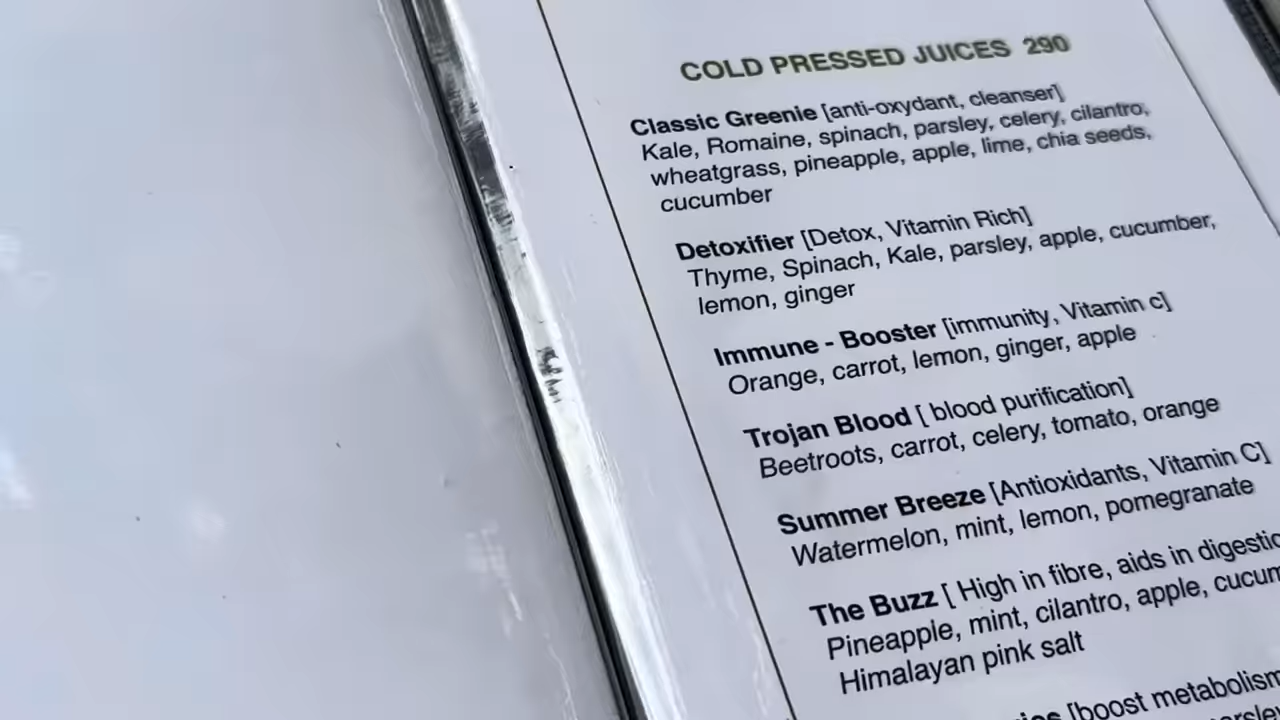 COLD PRESSED JUICES 290
Classic Greenie [anti-oxydant, cleanser]
Kale, Romaine, spinach, parsley, celery, cilantro,
wheatgrass, pineapple, apple, lime, chia seeds,
cucumber
Detoxifier [Detox, Vitamin Rich]
Thyme, Spinach, Kale, parsley, apple, cucumber,
lemon, ginger
Immune - Booster [immunity, Vitamin c]
Orange, carrot, lemon, ginger, apple
Trojan Blood [ blood purification]
Beetroots, carrot, celery, tomato, orange
Summer Breeze [Antioxidants, Vitamin C]
Watermelon, mint, lemon, pomegranate
The Buzz [ High in fibre, aids in
Pineapple, mint, cilantro, apple,
Himalayan pink salt
[boost metabolism